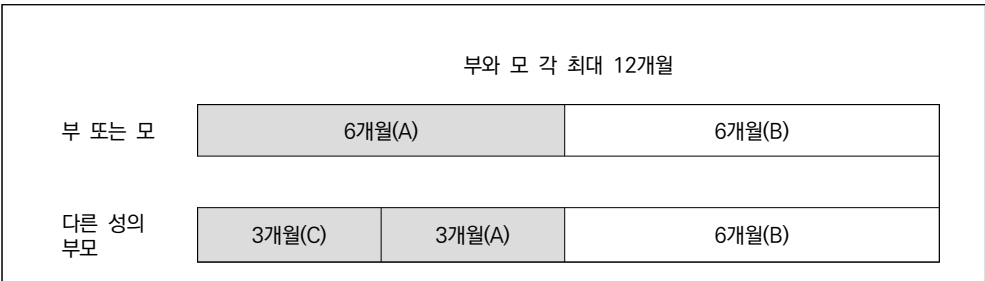 부와 모 각 최대 12개월
부 또는 모
6개월(A)
6개월(B)
다른 성의
부모
3개월(C)
3개월(A)
6개월(B)